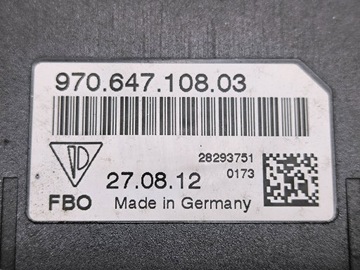 970.647.108.03
28293751
27.08.12 0173
FBO Made in Germany